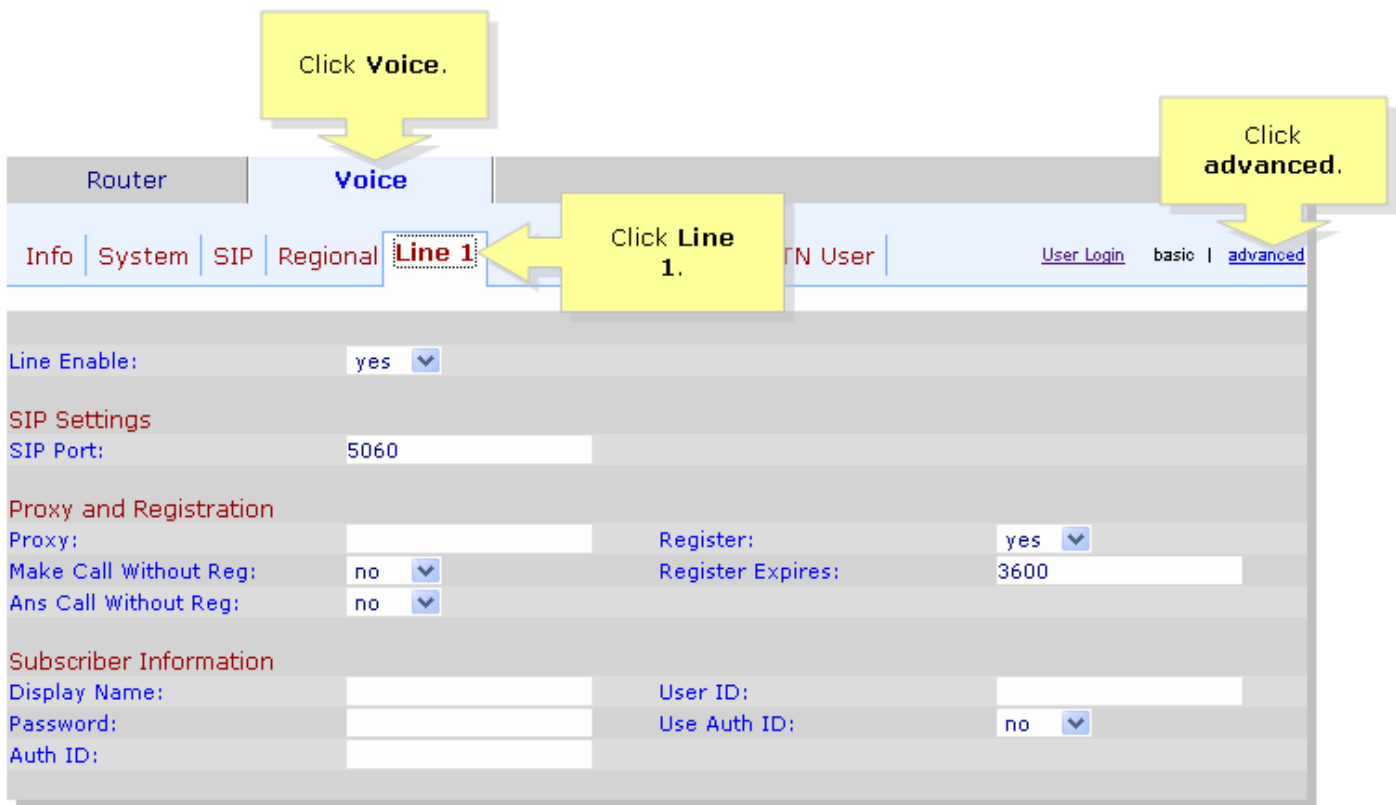 Click Voice.
Click
advanced.
Router
Voice
Click Line
1.
Info
System
SIP
Regional
Line 1
TN User
User Login
basic | advanced
Line Enable:
yes
SIP Settings
SIP Port:
5060
Proxy and Registration
Proxy:
Register:
yes
Make Call Without Reg:
no
Register Expires:
3600
Ans Call Without Reg:
no
Subscriber Information
Display Name:
User ID:
Password:
Use Auth ID:
no
Auth ID: